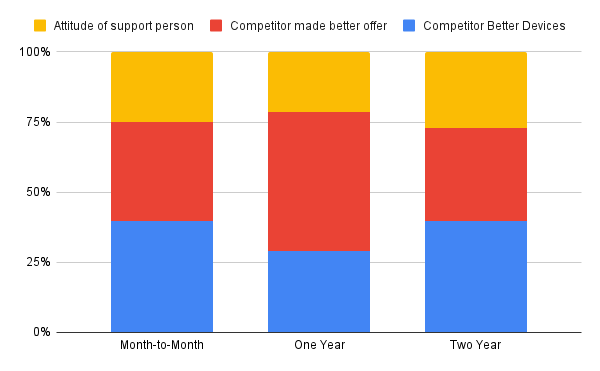 Attitude of support person Competitor made better offer Competitor Better Devices
100%
75%
50%
25%
0%
Month-to-Month One Year Two Year